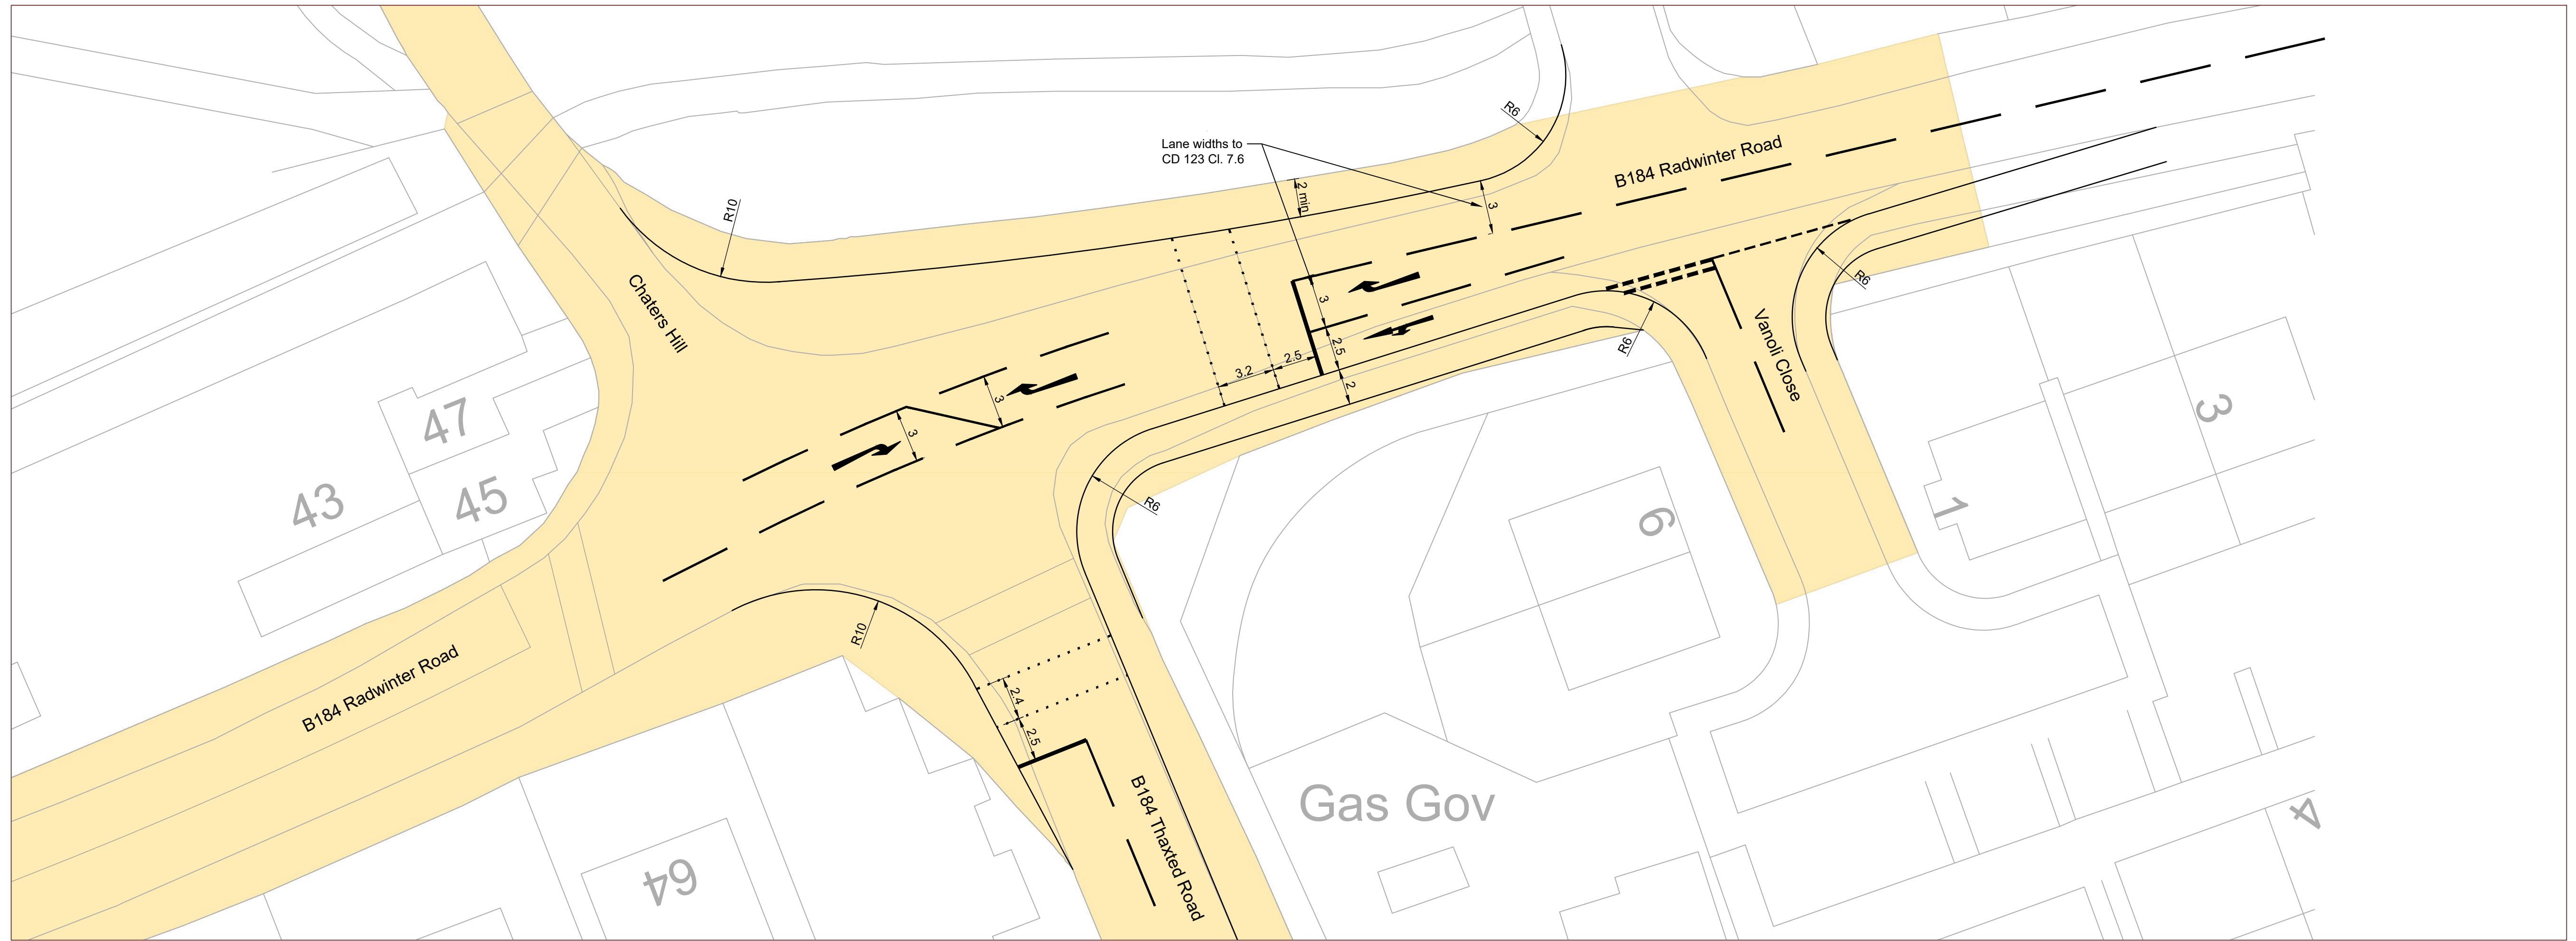 R6
Lane widths to
CD 123 Cl. 7.6
B184 Radwinter Road
2 min
3
R10
R6
Chaters Hill
3
2.5
2.5
3.2
2
Vanoli Close
R6
3
3
47
43
45
R6
3
6
1
R10
B184 Radwinter Road
2.4
2.5
B184 Thaxted Road
Gas Gov
64
4